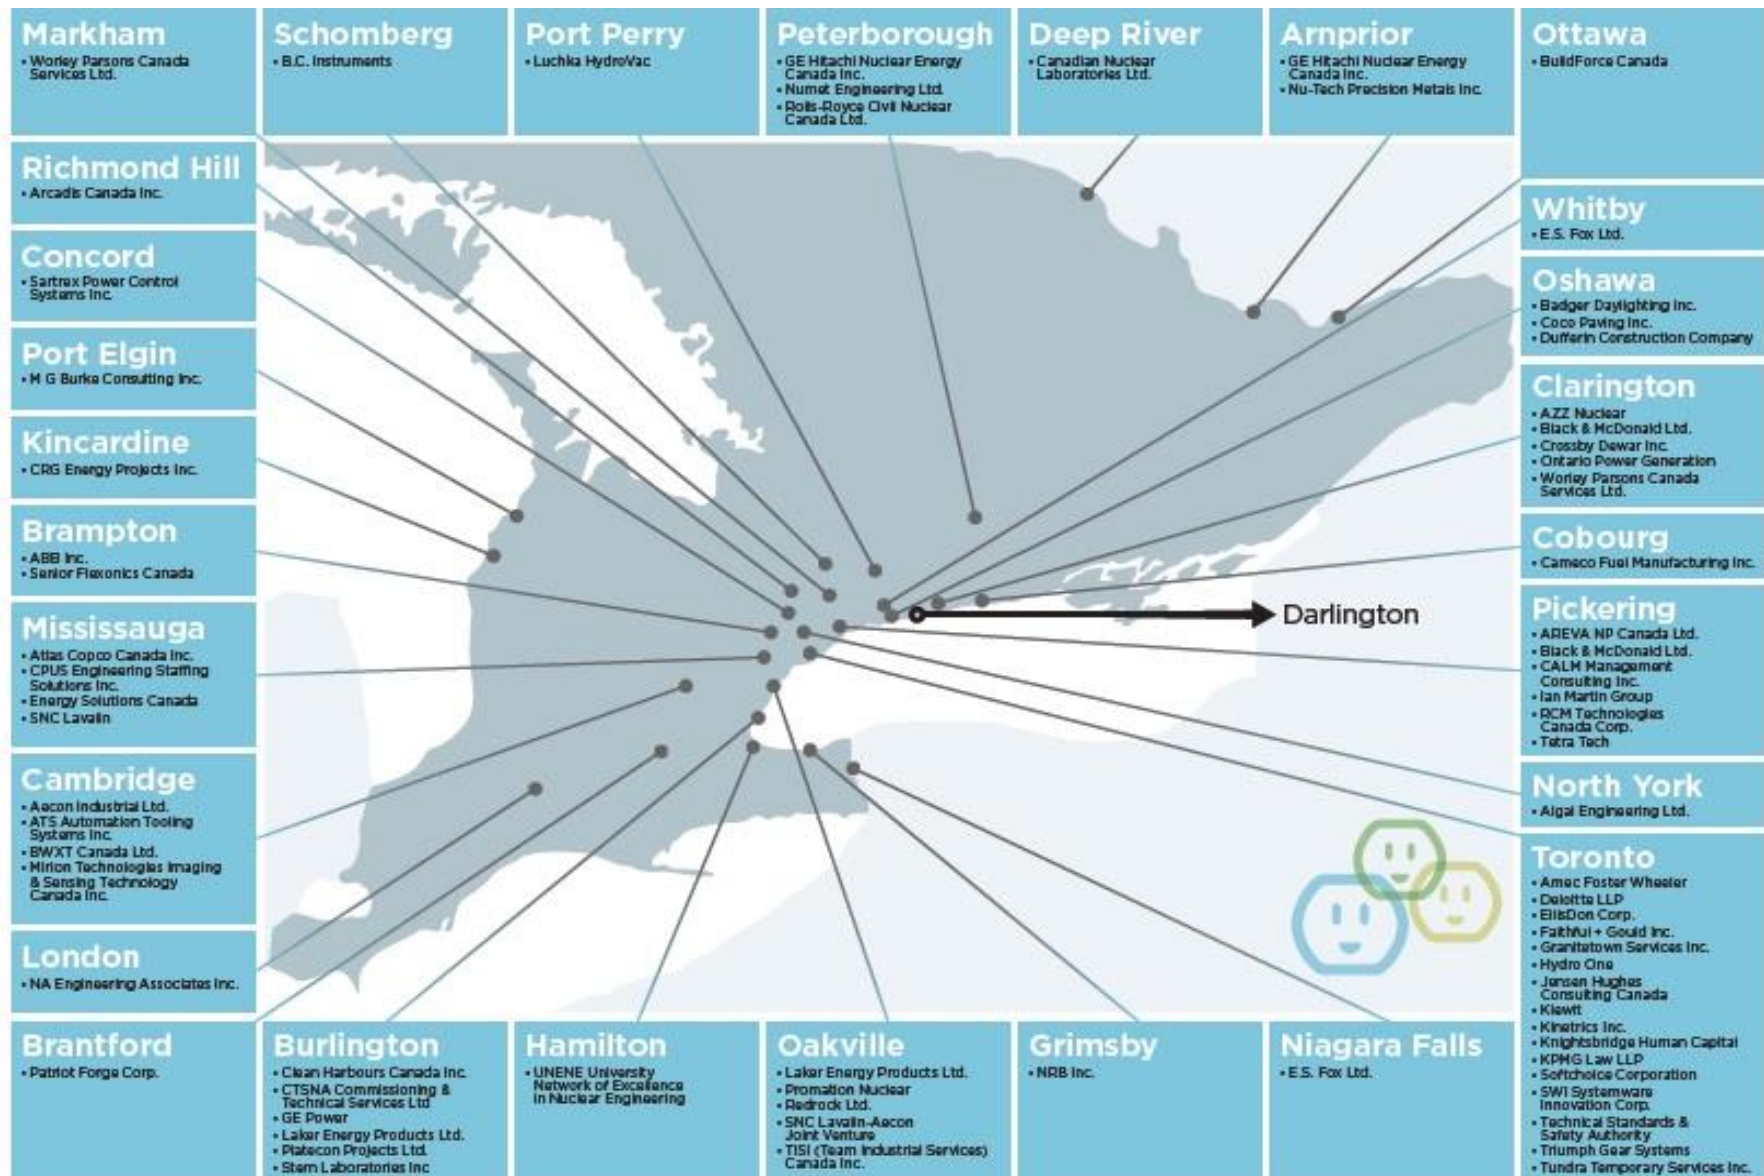 Markham
• Worley Parsons Canada
Services Ltd.
Schomberg
• B.C. Instruments
Port Perry
• Luchka HydroVac
Peterborough
• GE Hitachi Nuclear Energy
Canada Inc.
• Numet Engineering Ltd.
• Rolls-Royce Civil Nuclear
Canada Ltd.
Deep River
• Canadian Nuclear
Laboratories Ltd.
Arnprior
• GE Hitachi Nuclear Energy
Canada Inc.
• Nu-Tech Precision Metals Inc.
Ottawa
• BuildForce Canada
Richmond Hill
• Arcadis Canada Inc.
Concord
• Sartrex Power Control
Systems Inc.
Port Elgin
• M G Burke Consulting Inc.
Kincardine
• CRG Energy Projects Inc.
Brampton
• ABB Inc.
• Senior Flexonics Canada
Mississauga
• Atlas Copco Canada Inc.
• CPUS Engineering Staffing
Solutions Inc.
• Energy Solutions Canada
• SNC Lavalin
Cambridge
• Aecon Industrial Ltd.
• ATS Automation Tooling
Systems Inc.
• BWXT Canada Ltd.
• Mirion Technologies Imaging
& Sensing Technology
Canada Inc.
London
• NA Engineering Associates Inc.
Brantford
• Patriot Forge Corp.
Burlington
• Clean Harbours Canada Inc.
• CTSNA Commissioning &
Technical Services Ltd
• GE Power
• Laker Energy Products Ltd.
• Platecon Projects Ltd.
• Stern Laboratories Inc
Hamilton
• UNENE University
Network of Excellence
in Nuclear Engineering
Oakville
• Laker Energy Products Ltd.
• Promation Nuclear
• Redrock Ltd.
• SNC Lavalin-Aecon
Joint Venture
• TISI (Team Industrial Services)
Canada Inc.
Grimsby
• NRB Inc.
Niagara Falls
• E.S. Fox Ltd.
Darlington
Whitby
• E.S. Fox Ltd.
Oshawa
• Badger Daylighting Inc.
• Coco Paving Inc.
• Dufferin Construction Company
Clarington
• AZZ Nuclear
• Black & McDonald Ltd.
• Crossby Dewar Inc.
• Ontario Power Generation
• Worley Parsons Canada
Services Ltd.
Cobourg
• Cameco Fuel Manufacturing Inc.
Pickering
• AREVA NP Canada Ltd.
• Black & McDonald Ltd.
• CALM Management
Consulting Inc.
• Ian Martin Group
• RCM Technologies
Canada Corp.
• Tetra Tech
North York
• Aigal Engineering Ltd.
Toronto
• Amec Foster Wheeler
• Deloitte LLP
• EllisDon Corp.
• Faithful + Gould Inc.
• Granitetown Services Inc.
• Hydro One
• Jensen Hughes
Consulting Canada
• Kiewit
• Kinetrics Inc.
• Knightsbridge Human Capital
• KPMG Law LLP
• Softchoice Corporation
• SWI Systemware
Innovation Corp.
• Technical Standards &
Safety Authority
• Triumph Gear Systems
• Tundra Temporary Services Inc.